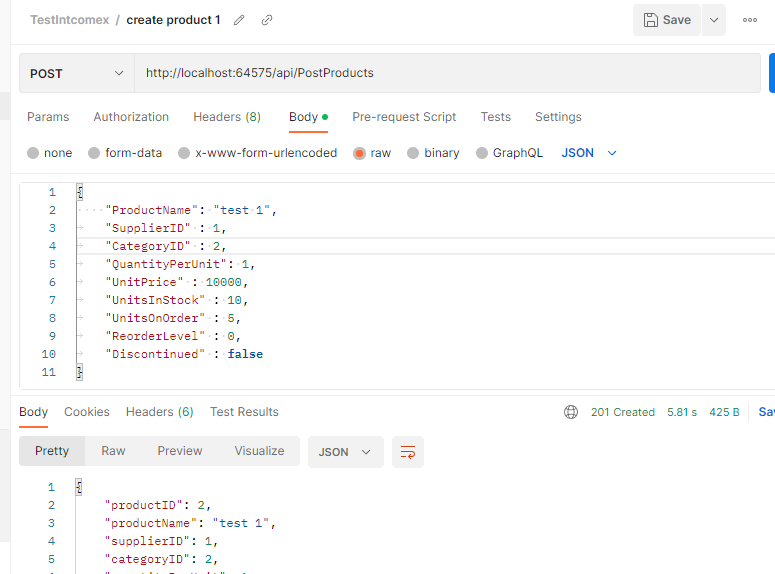 TestIntcomex / create product 1
Save
POST
http://localhost:64575/api/PostProducts
Params Authorization Headers (8) Body Pre-request Script Tests Settings
none form-data x-www-form-urlencoded raw binary GraphQL JSON
1 {
2 "ProductName": "test 1",
3 "SupplierID" : 1,
4 "CategoryID" : 2,
5 "QuantityPerUnit": 1,
6 "UnitPrice" : 10000,
7 "UnitsInStock" : 10,
8 "UnitsOnOrder" : 5,
9 "ReorderLevel" : 0,
10 "Discontinued" : false
11 }
Body Cookies Headers (6) Test Results 201 Created 5.81 s 425 B
Pretty Raw Preview Visualize JSON
1 {
2 "productID": 2,
3 "productName": "test 1",
4 "supplierID": 1,
5 "categoryID": 2,